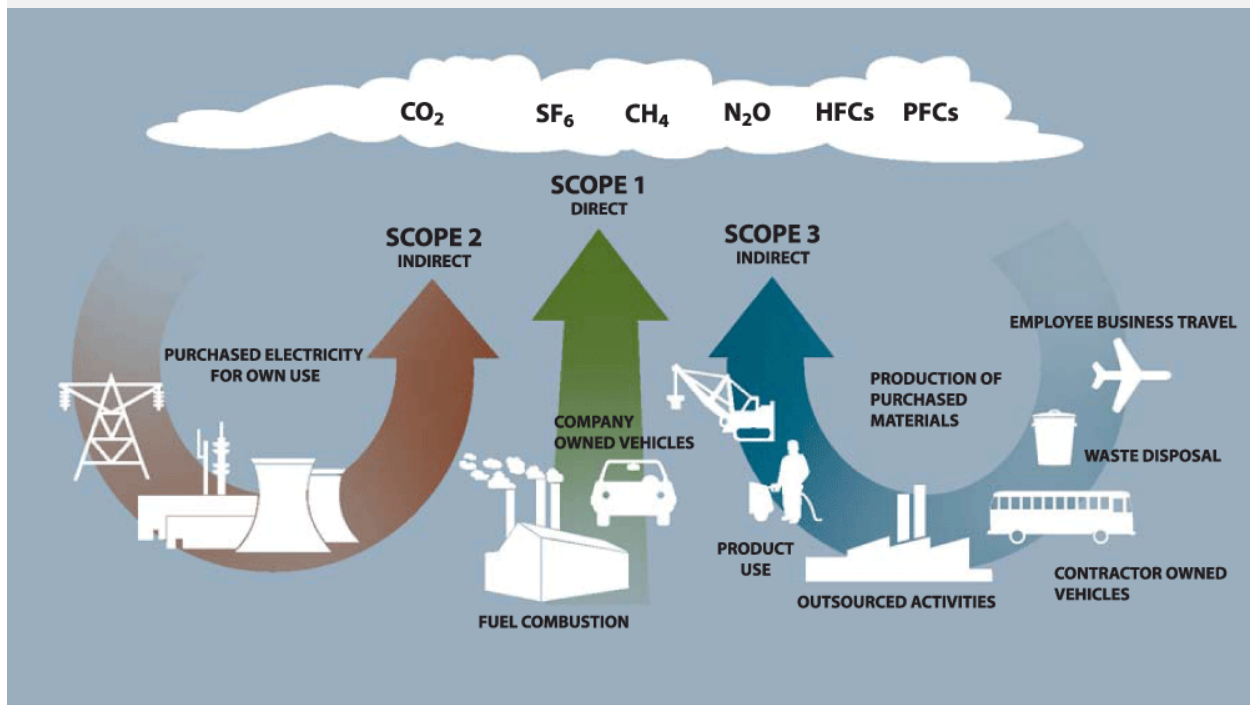 CO₂ SF₆ CH₄ N₂O HFCs PFCs
SCOPE 1
DIRECT
SCOPE 2
INDIRECT
SCOPE 3
INDIRECT
PURCHASED ELECTRICITY
FOR OWN USE
COMPANY
OWNED VEHICLES
FUEL COMBUSTION
EMPLOYEE BUSINESS TRAVEL
PRODUCTION OF
PURCHASED
MATERIALS
WASTE DISPOSAL
PRODUCT
USE
OUTSOURCED ACTIVITIES
CONTRACTOR OWNED
VEHICLES